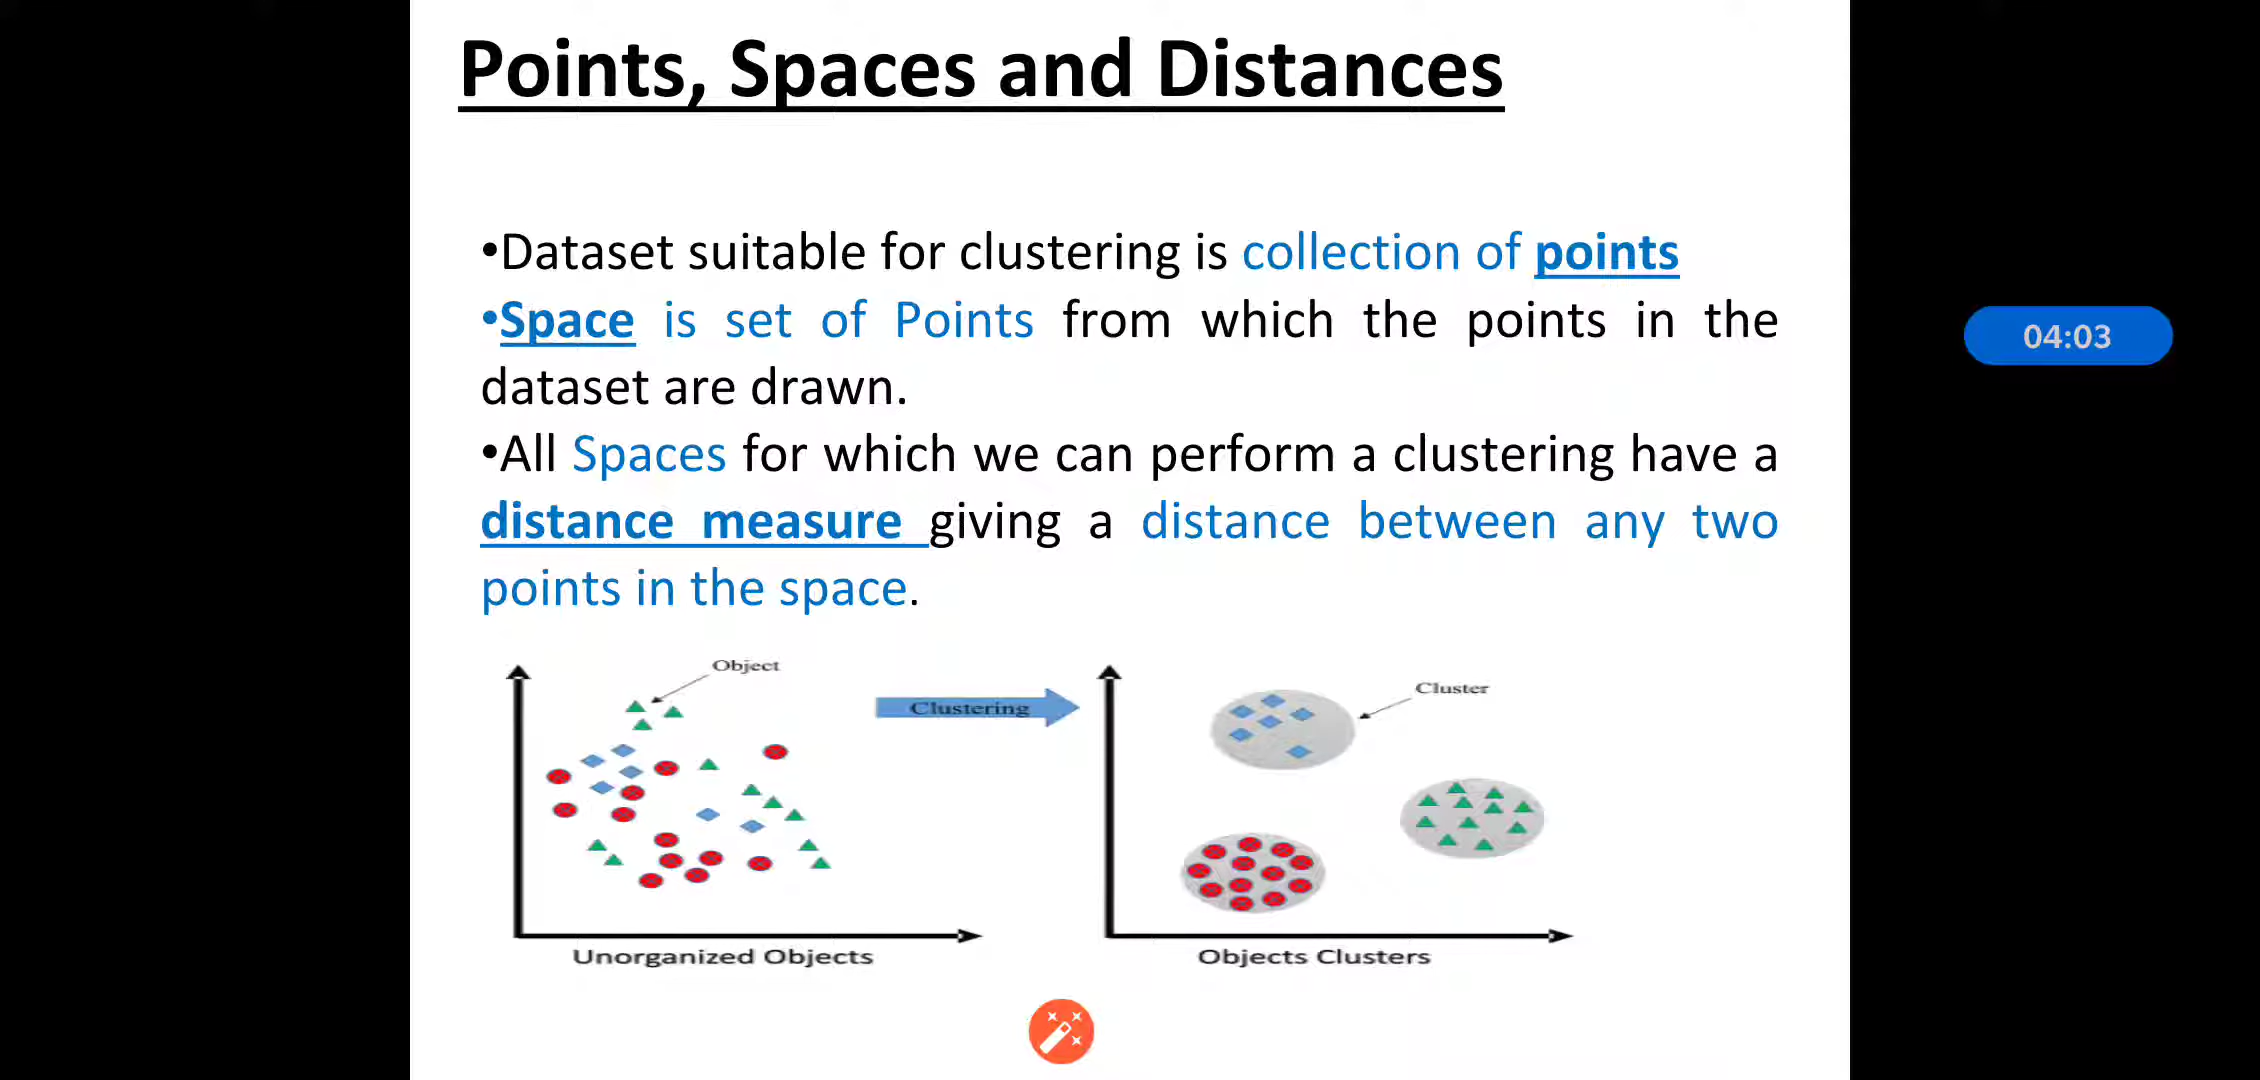 Points, Spaces and Distances
•Dataset suitable for clustering is collection of points
•Space is set of Points from which the points in the
dataset are drawn.
•All Spaces for which we can perform a clustering have a
distance measure giving a distance between any two
points in the space.
04:03
Object
Clustering
Cluster
Unorganized Objects
Objects Clusters